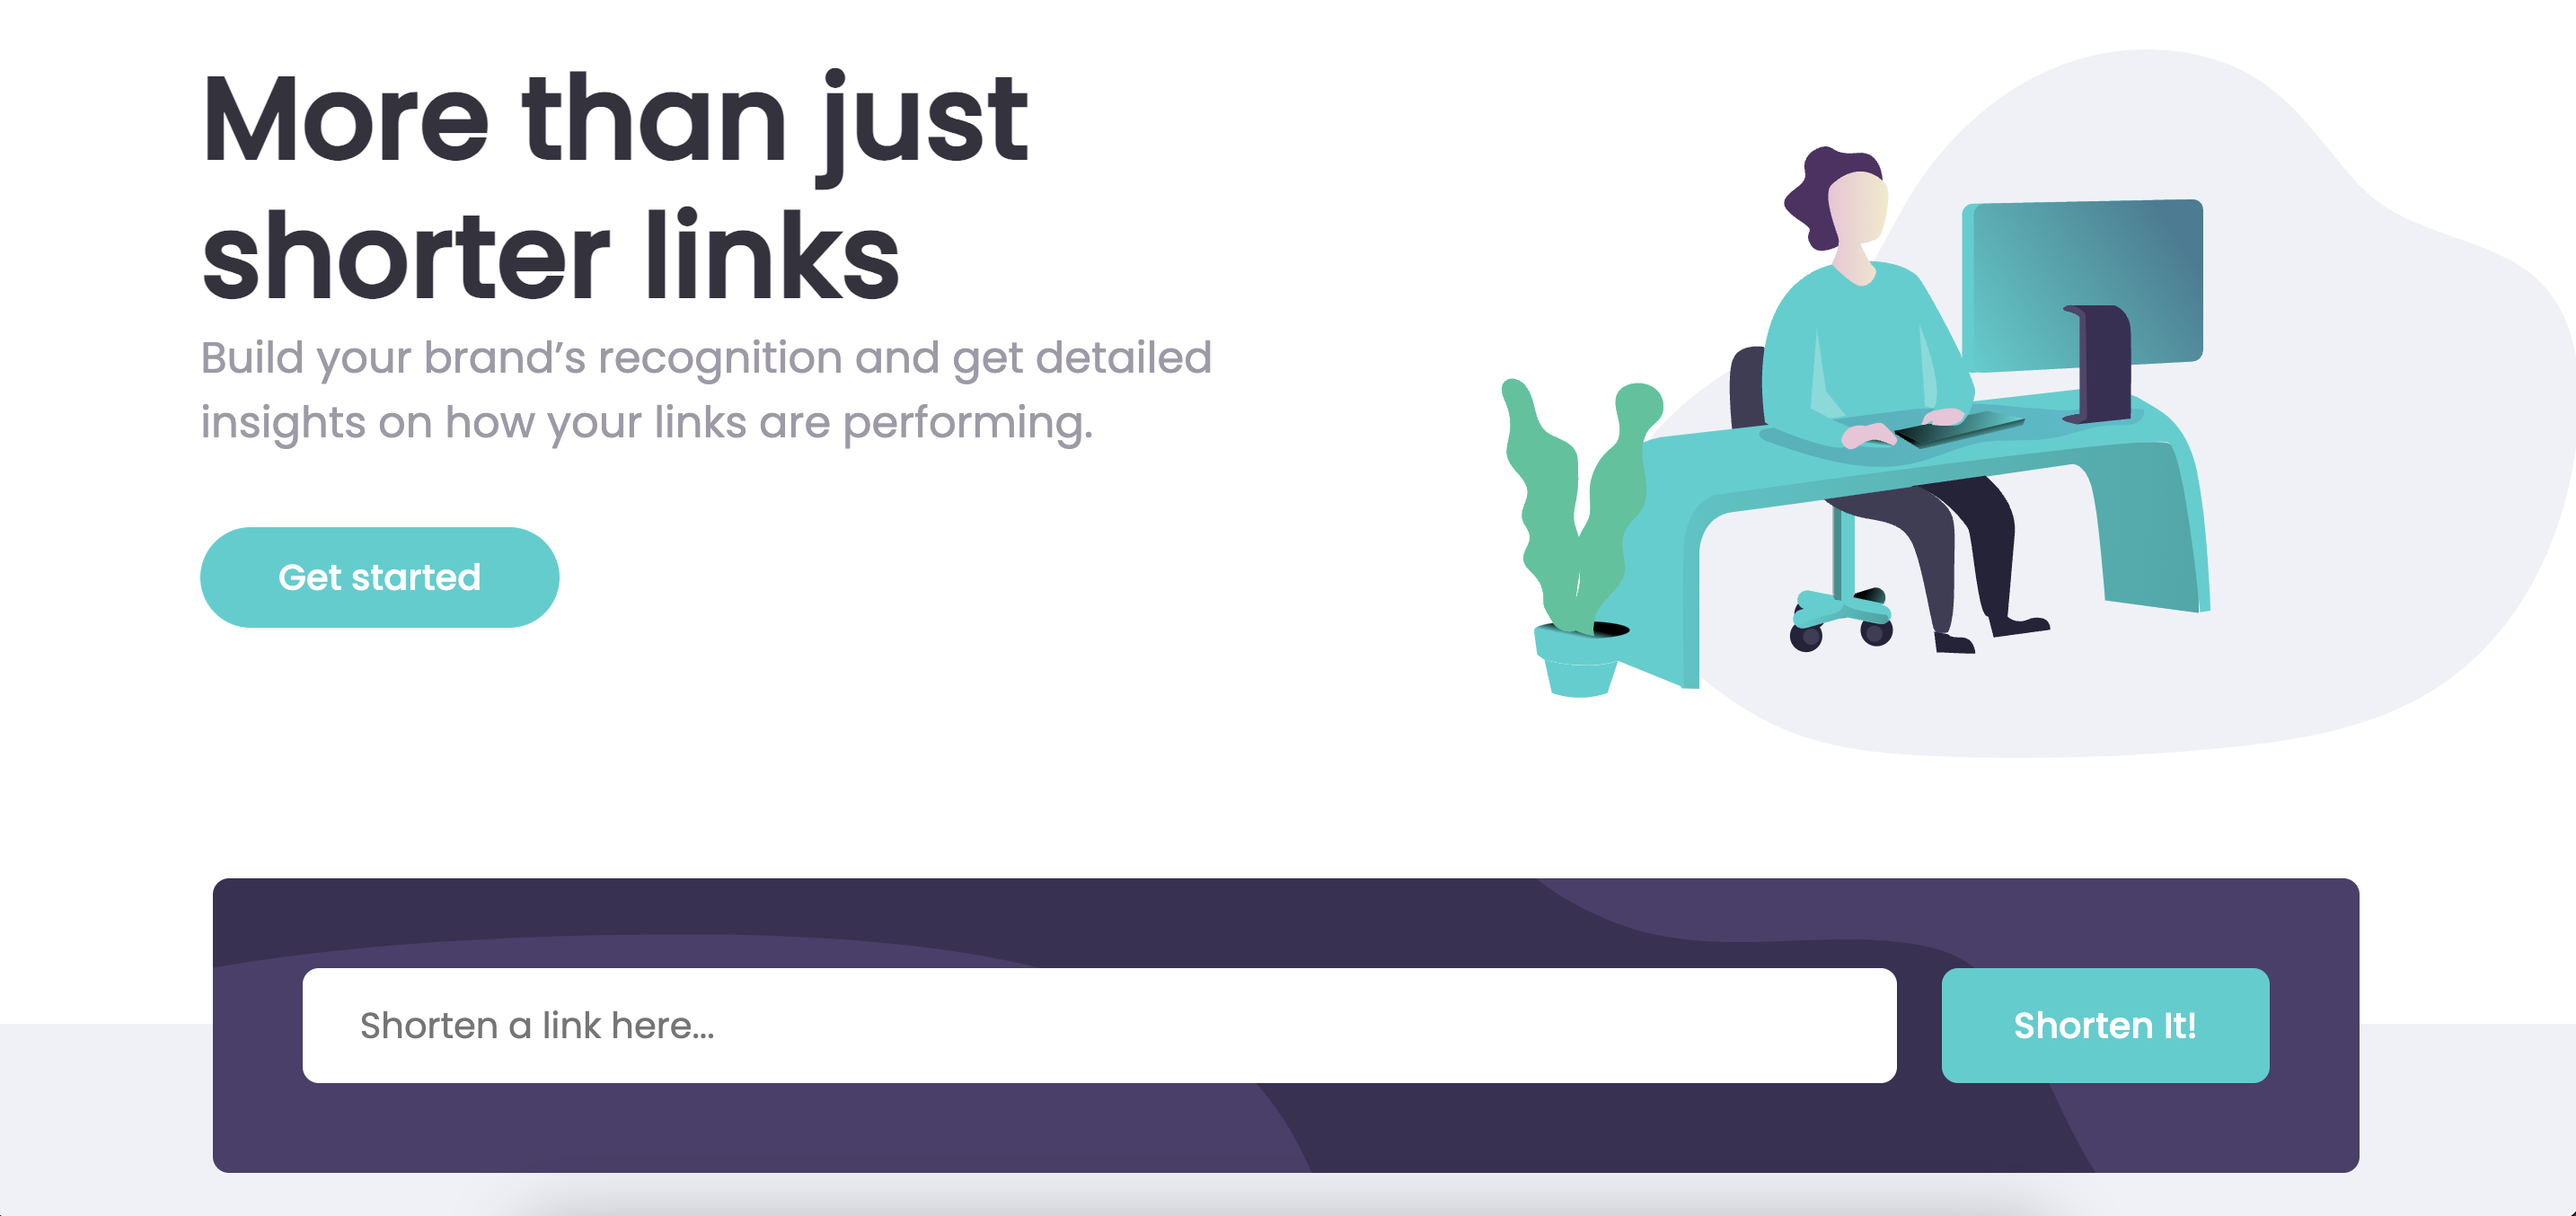 More than just
shorter links
Build your brand’s recognition and get detailed
insights on how your links are performing.
Get started
Shorten a link here...
Shorten It!